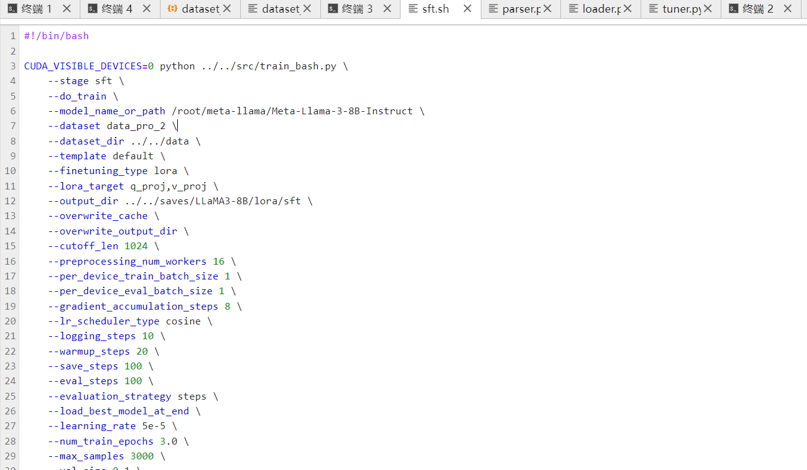 终端 1 × 终端 4 × dataset × dataset_ × 终端 3 × sft.sh × parser.p × loader.p × tuner.py × 终端 2 ×
1 #!/bin/bash
2
3 CUDA_VISIBLE_DEVICES=0 python ../../src/train_bash.py \
4 --stage sft \
5 --do_train \
6 --model_name_or_path /root/meta-llama/Meta-Llama-3-8B-Instruct \
7 --dataset data_pro_2 \
8 --dataset_dir ../../data \
9 --template default \
10 --finetuning_type lora \
11 --lora_target q_proj,v_proj \
12 --output_dir ../../saves/LLaMA3-8B/lora/sft \
13 --overwrite_cache \
14 --overwrite_output_dir \
15 --cutoff_len 1024 \
16 --preprocessing_num_workers 16 \
17 --per_device_train_batch_size 1 \
18 --per_device_eval_batch_size 1 \
19 --gradient_accumulation_steps 8 \
20 --lr_scheduler_type cosine \
21 --logging_steps 10 \
22 --warmup_steps 20 \
23 --save_steps 100 \
24 --eval_steps 100 \
25 --evaluation_strategy steps \
26 --load_best_model_at_end \
27 --learning_rate 5e-5 \
28 --num_train_epochs 3.0 \
29 --max_samples 3000 \